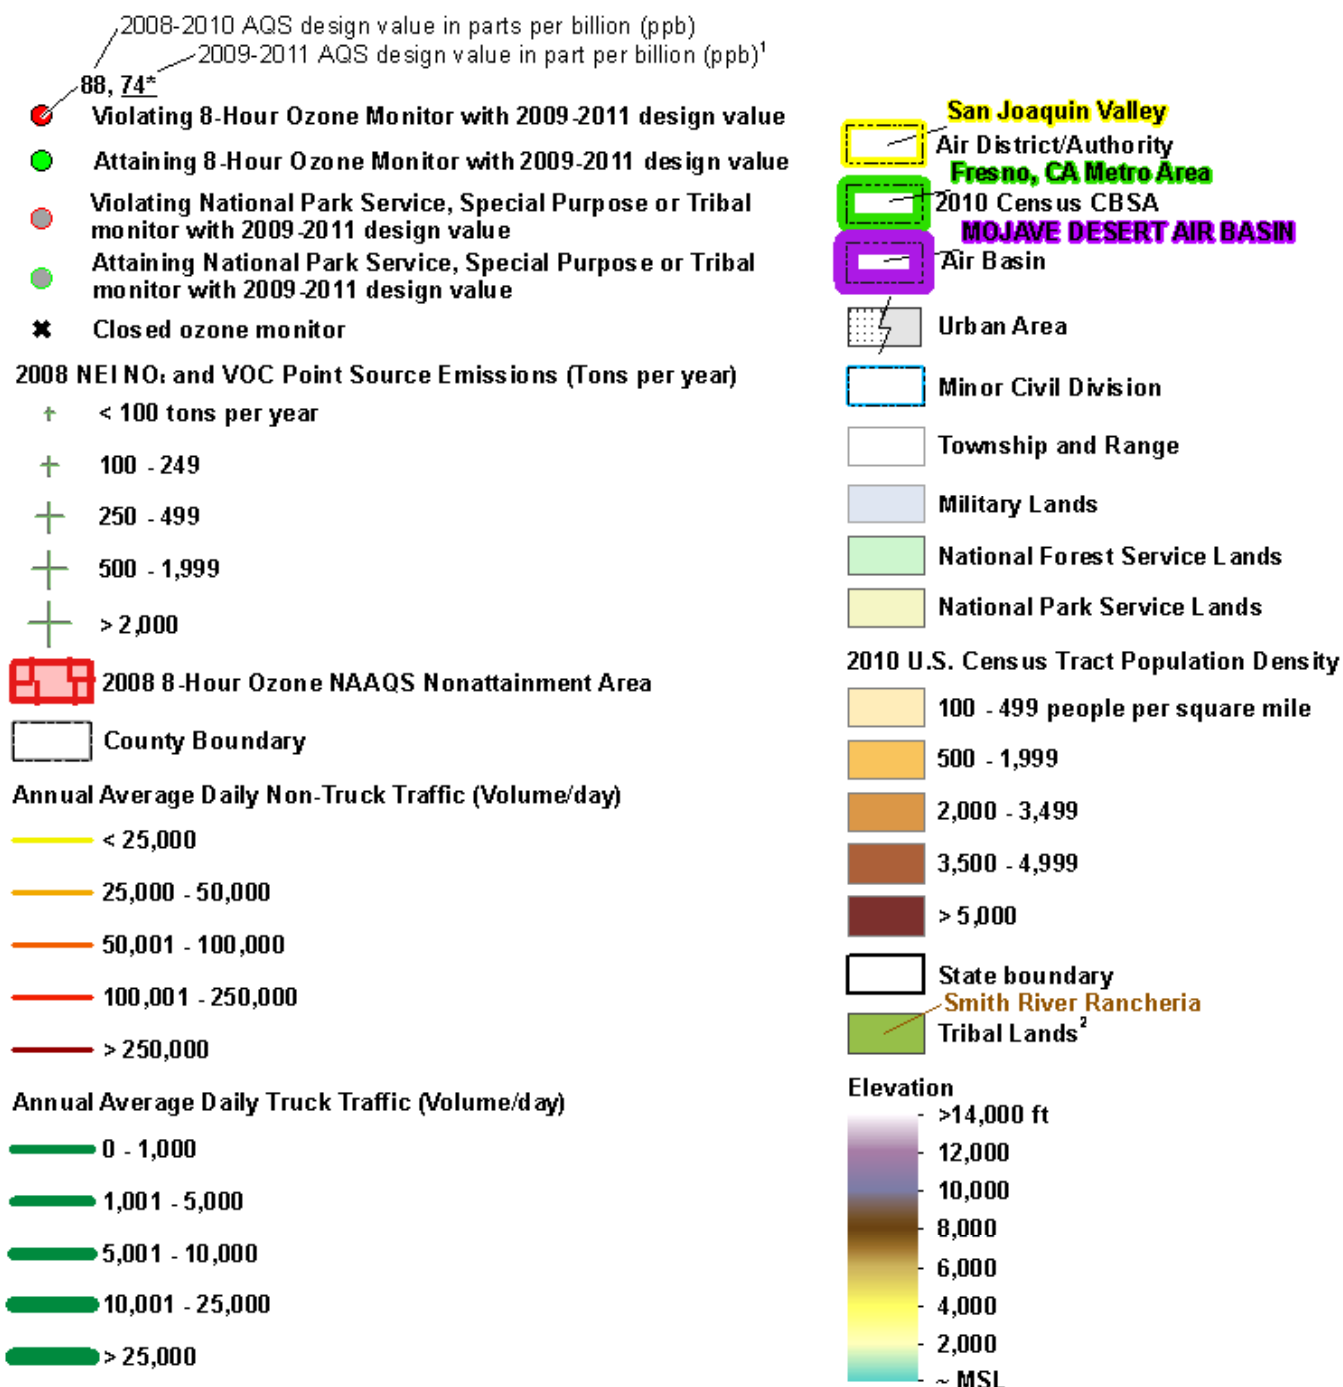 2008-2010 AQS design value in parts per billion (ppb)
2009-2011 AQS design value in part per billion (ppb)¹
88, 74*
Violating 8-Hour Ozone Monitor with 2009-2011 design value
Attaining 8-Hour Ozone Monitor with 2009-2011 design value
Violating National Park Service, Special Purpose or Tribal
monitor with 2009-2011 design value
Attaining National Park Service, Special Purpose or Tribal
monitor with 2009-2011 design value
Closed ozone monitor
2008 NEI NOₓ and VOC Point Source Emissions (Tons per year)
< 100 tons per year
100 - 249
250 - 499
500 - 1,999
> 2,000
2008 8-Hour Ozone NAAQS Nonattainment Area
County Boundary
Annual Average Daily Non-Truck Traffic (Volume/day)
< 25,000
25,000 - 50,000
50,001 - 100,000
100,001 - 250,000
> 250,000
Annual Average Daily Truck Traffic (Volume/day)
0 - 1,000
1,001 - 5,000
5,001 - 10,000
10,001 - 25,000
> 25,000
San Joaquin Valley
Air District/Authority
Fresno, CA Metro Area
2010 Census CBSA
MOJAVE DESERT AIR BASIN
Air Basin
Urban Area
Minor Civil Division
Township and Range
Military Lands
National Forest Service Lands
National Park Service Lands
2010 U.S. Census Tract Population Density
100 - 499 people per square mile
500 - 1,999
2,000 - 3,499
3,500 - 4,999
> 5,000
State boundary
Smith River Rancheria
Tribal Lands²
Elevation
>14,000 ft
12,000
10,000
8,000
6,000
4,000
2,000
~ MSL